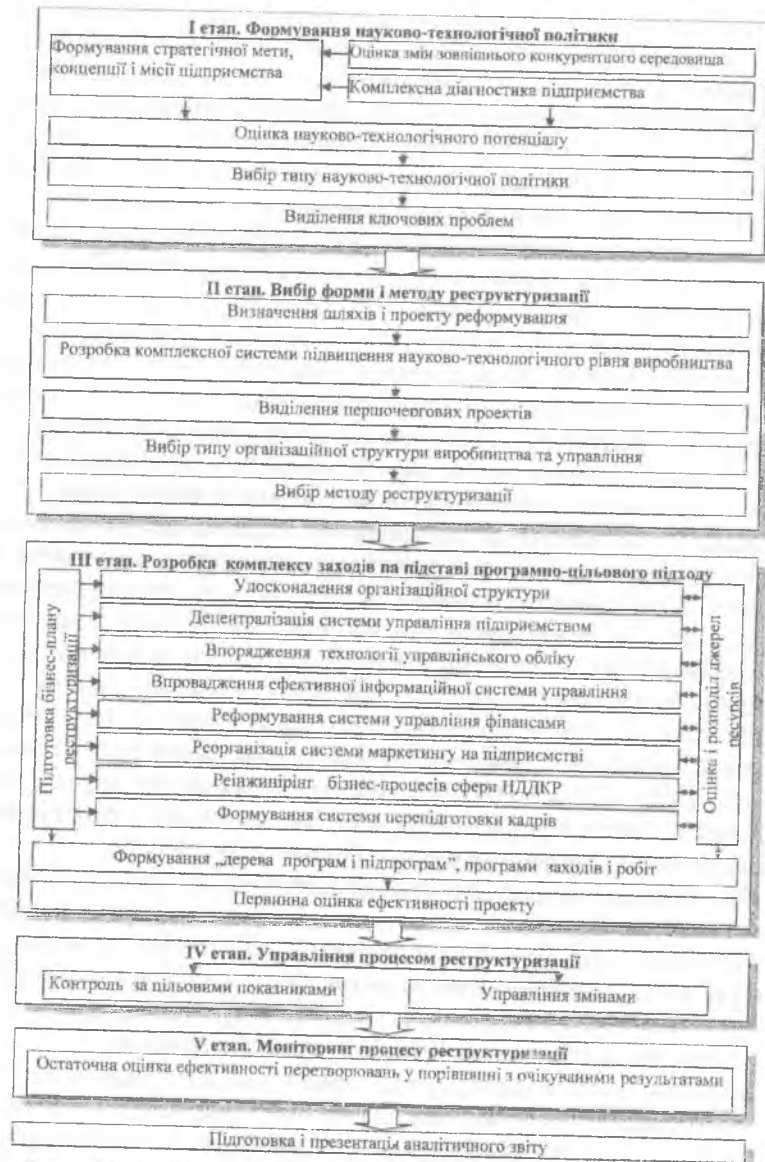 І етап. Формування науково-технологічної політики
Формування стратегічної мети,
концепції і місії підприємства
Оцінка змін зовнішнього конкурентного середовища
Комплексна діагностика підприємства
Оцінка науково-технологічного потенціалу
Вибір типу науково-технологічної політики
Виділення ключових проблем
ІІ етап. Вибір форми і методу реструктуризації
Визначення шляхів і проекту реформування
Розробка комплексної системи підвищення науково-технологічного рівня виробництва
Виділення першочергових проектів
Вибір типу організаційної структури виробництва та управління
Вибір методу реструктуризації
ІІІ етап. Розробка комплексу заходів на підставі програмно-цільового підходу
Підготовка бізнес-плану
реструктуризації
Удосконалення організаційної структури
Децентралізація системи управління підприємством
Впорядження технології управлінського обліку
Впровадження ефективної інформаційної системи управління
Реформування системи управління фінансами
Реорганізація системи маркетингу на підприємстві
Реінжинірінг бізнес-процесів сфери НДДКР
Формування системи перепідготовки кадрів
Оцінка і розподіл джерел
ресурсів
Формування „дерева програм і підпрограм”, програми заходів і робіт
Первинна оцінка ефективності проекту
IV етап. Управління процесом реструктуризації
Контроль за цільовими показниками
Управління змінами
V етап. Моніторинг процесу реструктуризації
Остаточна оцінка ефективності перетворювань у порівнянні з очікуваними результатами
Підготовка і презентація аналітичного звіту